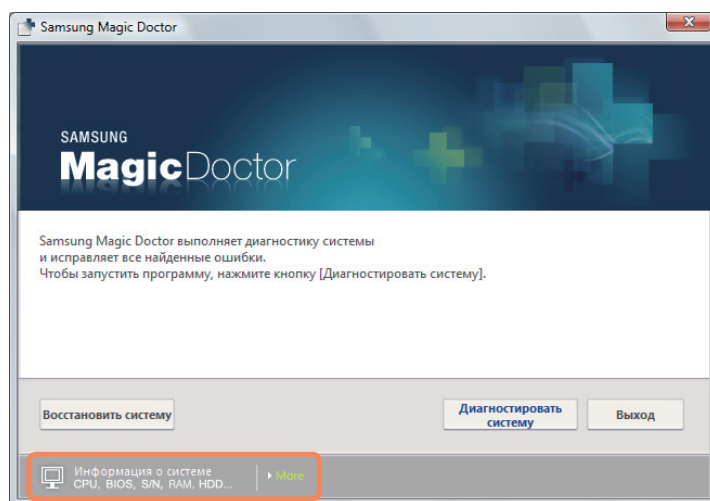 Samsung Magic Doctor
SAMSUNG
MagicDoctor
Samsung Magic Doctor выполняет диагностику системы
и исправляет все найденные ошибки.
Чтобы запустить программу, нажмите кнопку [Диагностировать систему].
Восстановить систему
Диагностировать
систему
Выход
Информация о системе
CPU, BIOS, S/N, RAM, HDD...
More